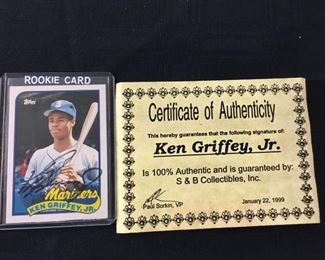 ROOKIE CARD
Topps
Mariners
KEN GRIFFEY, JR.
Certificate of Authenticity
This hereby guarantees that the following signature of:
Ken Griffey, Jr.
Is 100% Authentic and is guaranteed by:
S & B Collectibles, Inc.
Paul Sorkin, VP
January 22, 1999